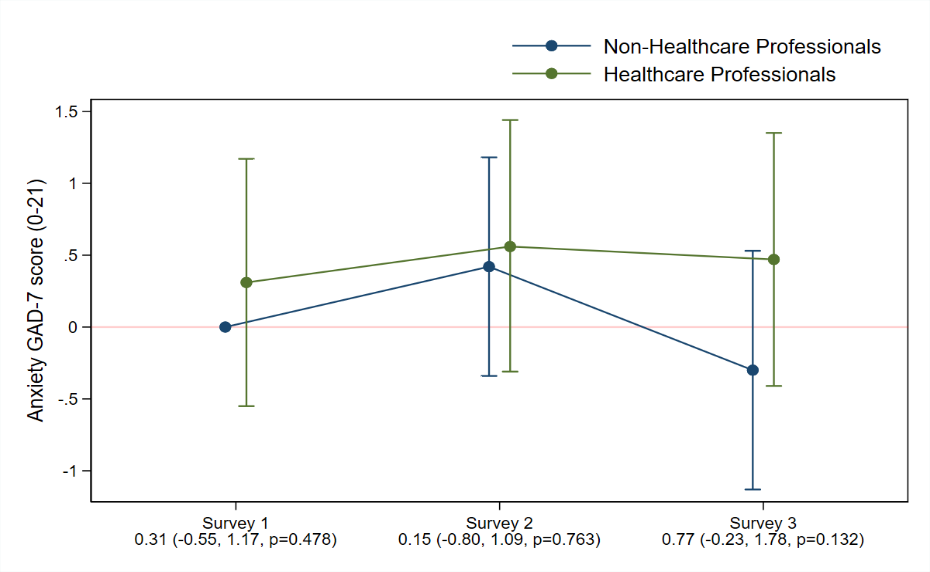 Non-Healthcare Professionals
Healthcare Professionals
Anxiety GAD-7 score (0-21)
1.5
1
.5
0
-.5
-1
Survey 1
0.31 (-0.55, 1.17, p=0.478)
Survey 2
0.15 (-0.80, 1.09, p=0.763)
Survey 3
0.77 (-0.23, 1.78, p=0.132)